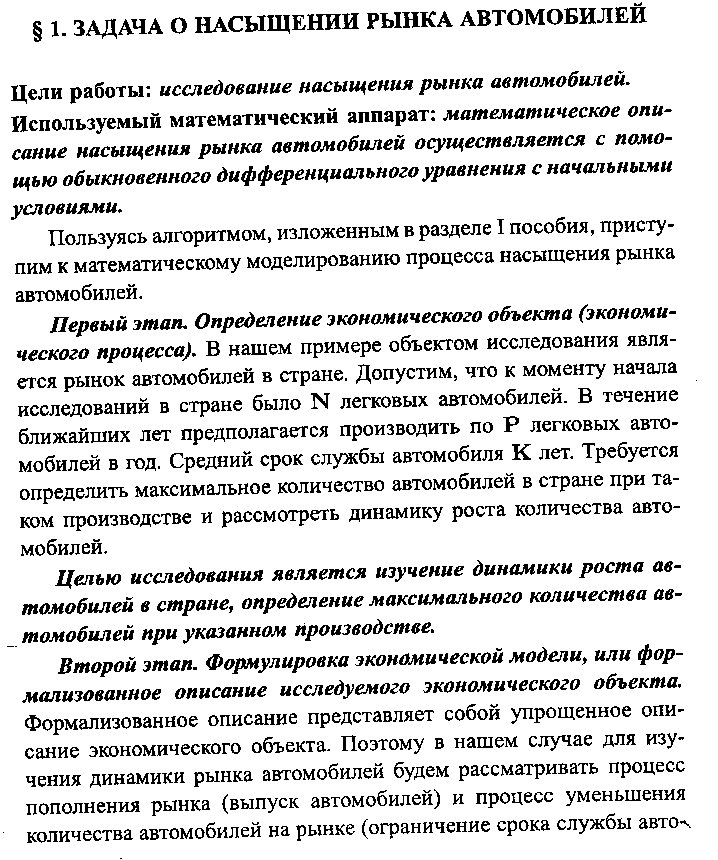 § 1. ЗАДАЧА О НАСЫЩЕНИИ РЫНКА АВТОМОБИЛЕЙ
Цели работы: исследование насыщения рынка автомобилей.
Используемый математический аппарат: математическое опи-
сание насыщения рынка автомобилей осуществляется с помо-
щью обыкновенного дифференциального уравнения с начальными
условиями.
Пользуясь алгоритмом, изложенным в разделе I пособия, присту-
пим к математическому моделированию процесса насыщения рынка
автомобилей.
Первый этап. Определение экономического объекта (экономи-
ческого процесса). В нашем примере объектом исследования явля-
ется рынок автомобилей в стране. Допустим, что к моменту начала
исследований в стране было N легковых автомобилей. В течение
ближайших лет предполагается производить по P легковых авто-
мобилей в год. Средний срок службы автомобиля K лет. Требуется
определить максимальное количество автомобилей в стране при та-
ком производстве и рассмотреть динамику роста количества авто-
мобилей.
Целью исследования является изучение динамики роста ав-
томобилей в стране, определение максимального количества ав-
томобилей при указанном производстве.
Второй этап. Формулировка экономической модели, или фор-
мализованное описание исследуемого экономического объекта.
Формализованное описание представляет собой упрощенное опи-
сание экономического объекта. Поэтому в нашем случае для изу-
чения динамики рынка автомобилей будем рассматривать процесс
пополнения рынка (выпуск автомобилей) и процесс уменьшения
количества автомобилей на рынке (ограничение срока службы авто-